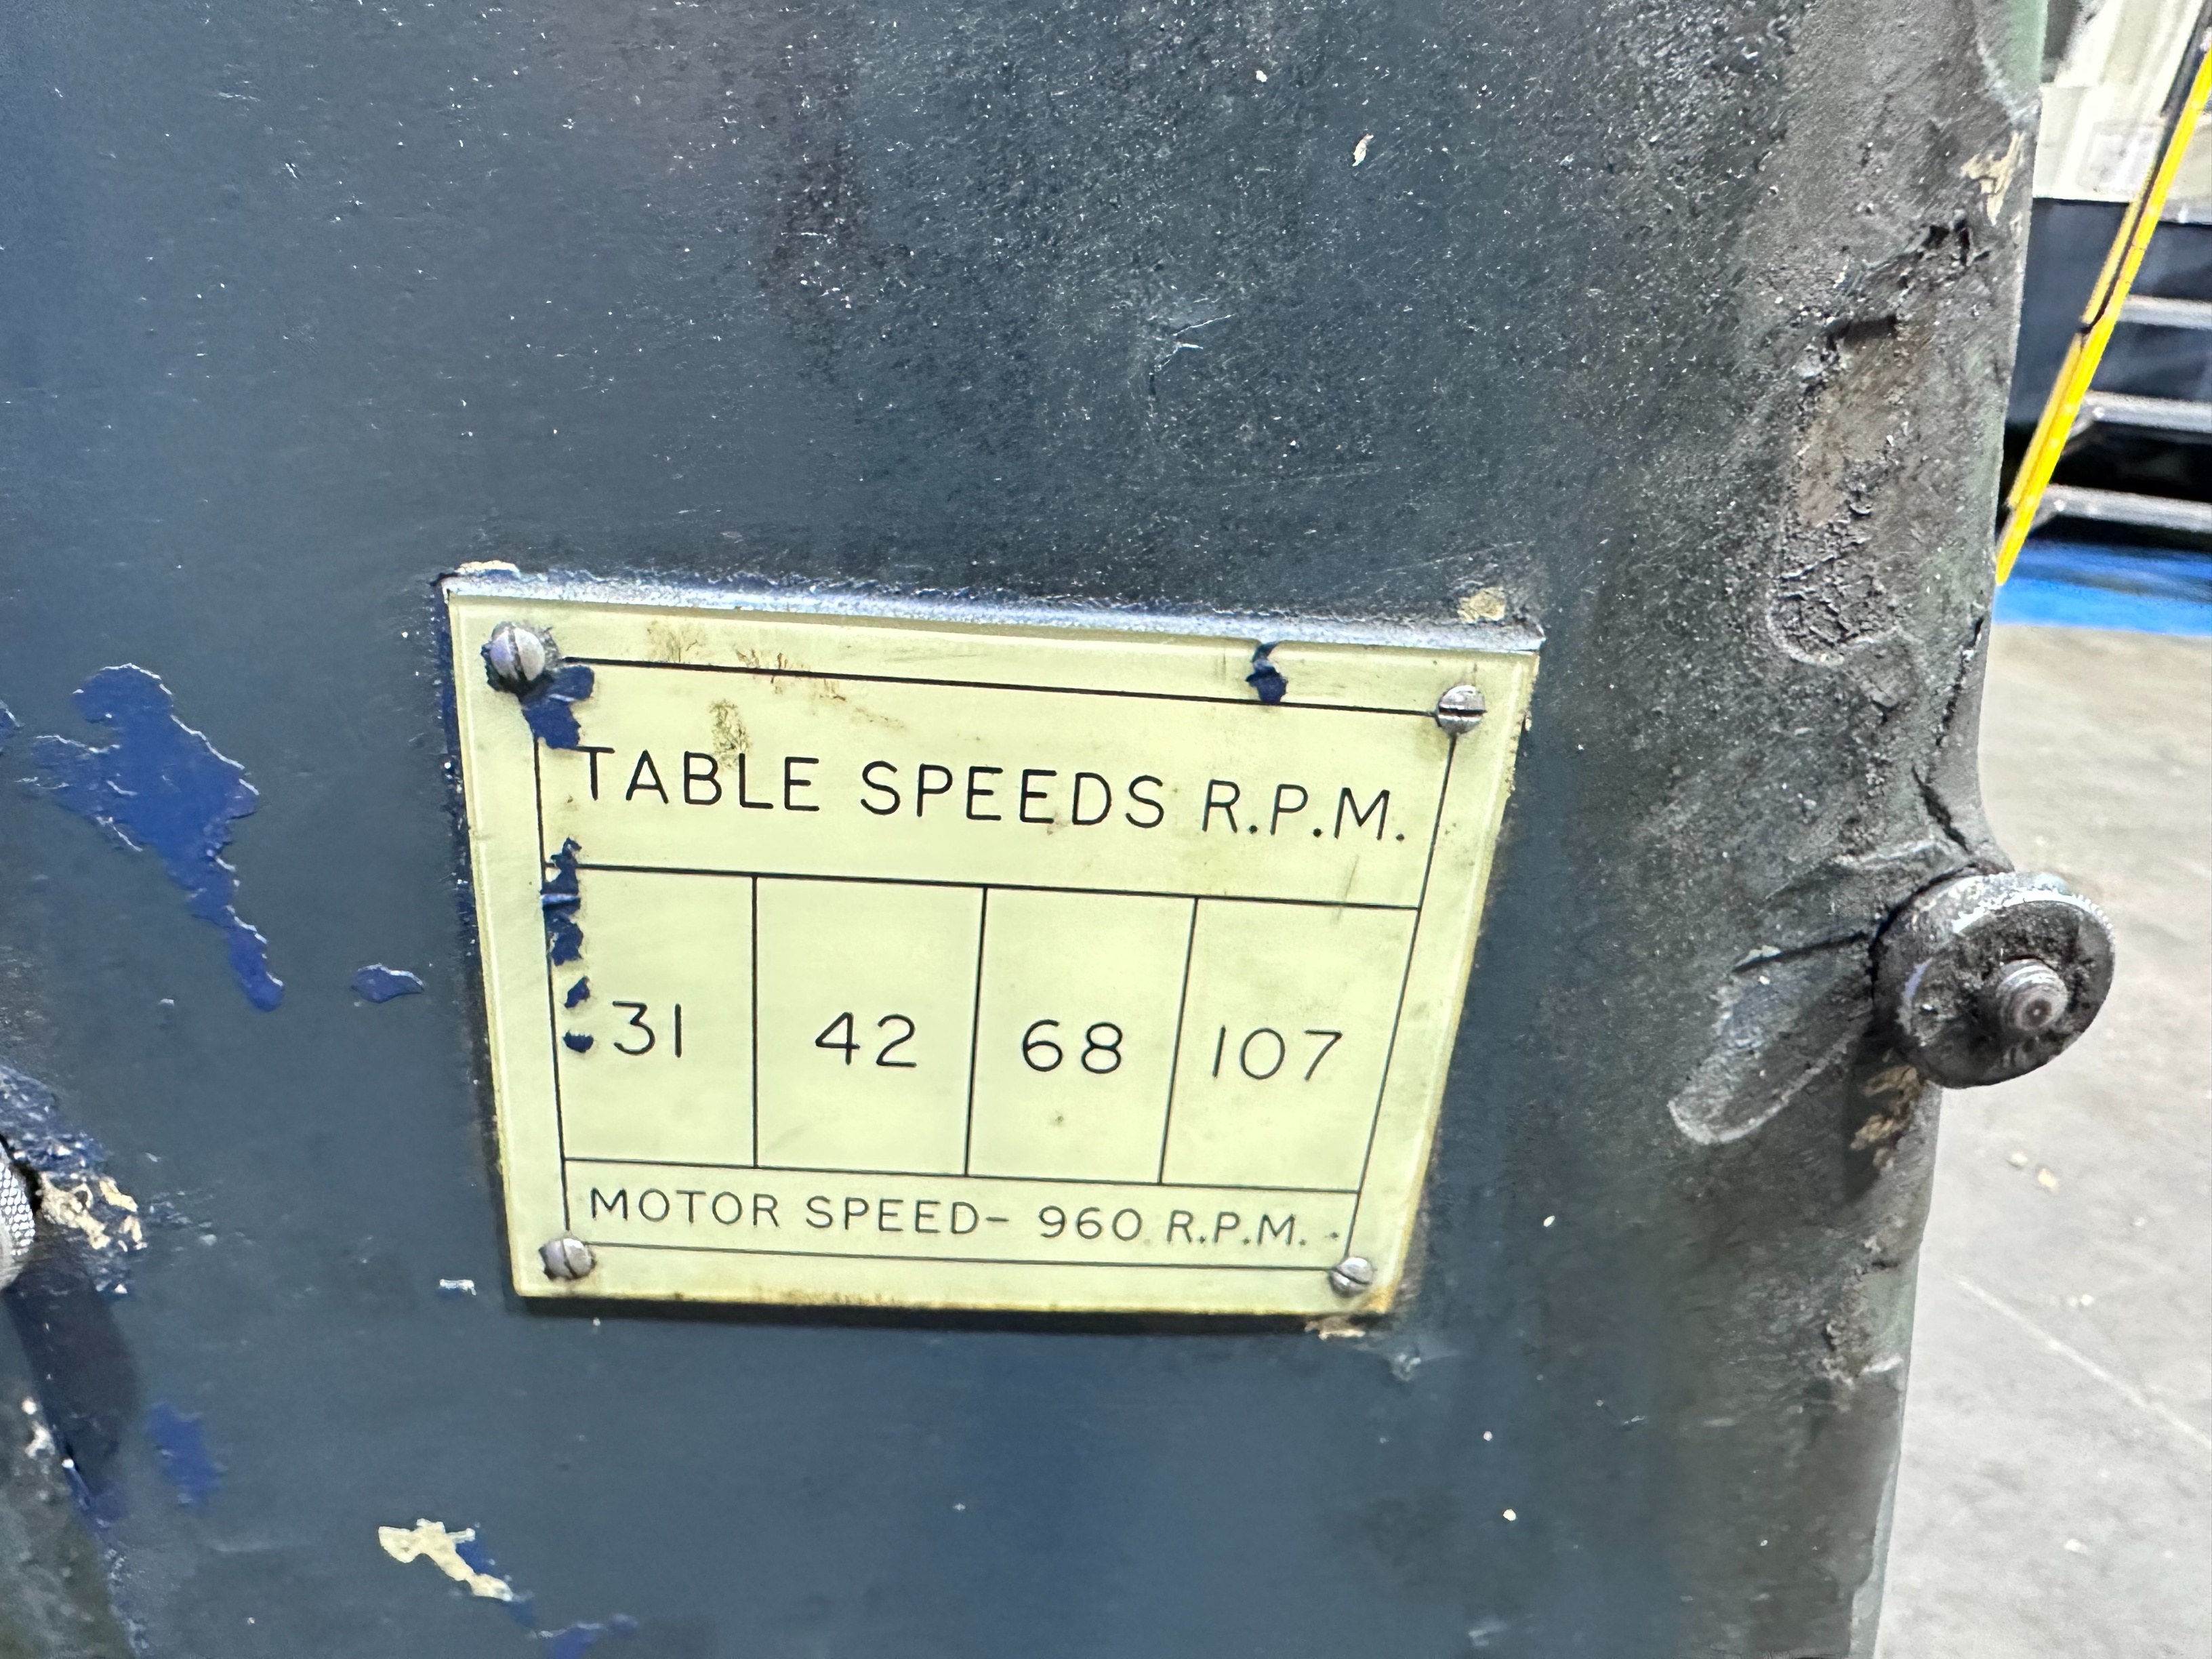 TABLE SPEEDS R.P.M.
31 42 68 107
MOTOR SPEED- 960 R.P.M.